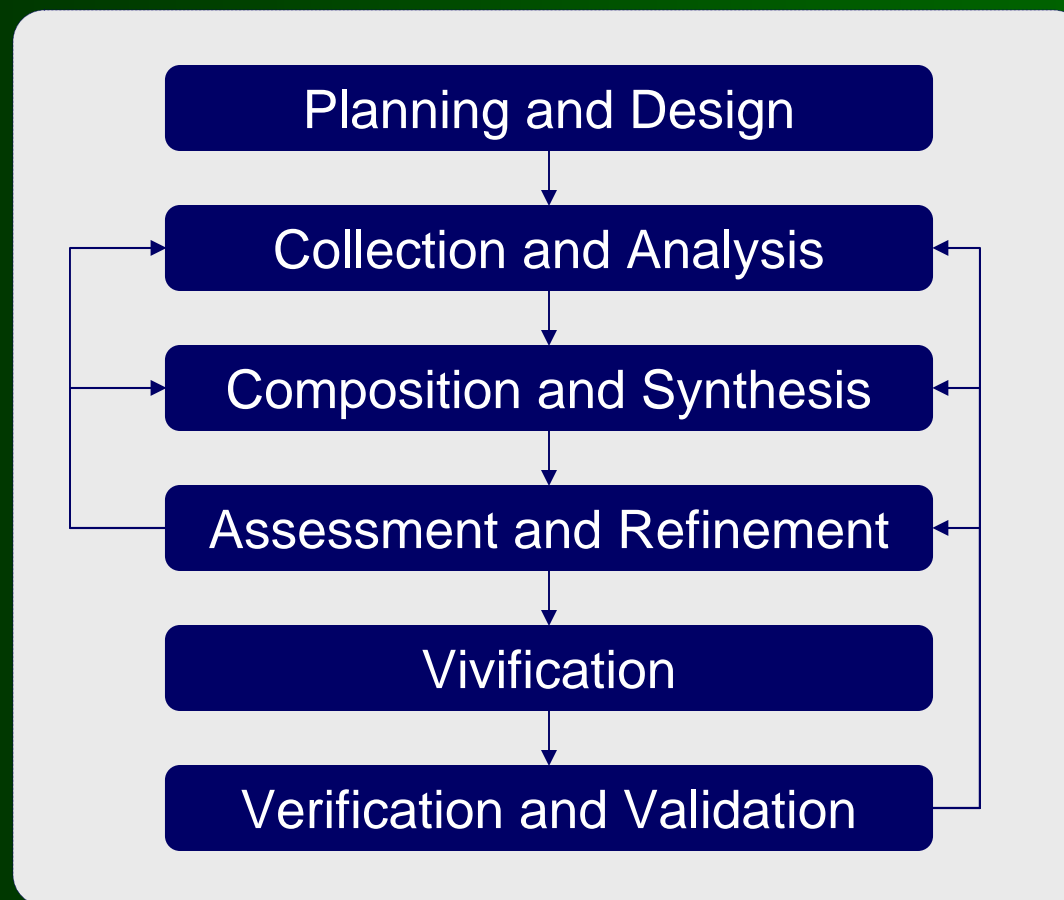 Planning and Design
Collection and Analysis
Composition and Synthesis
Assessment and Refinement
Vivification
Verification and Validation